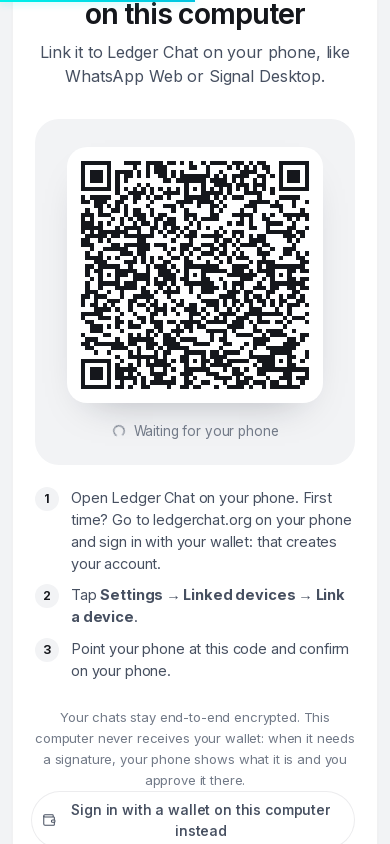 on this computer
Link it to Ledger Chat on your phone, like
WhatsApp Web or Signal Desktop.
Waiting for your phone
1 Open Ledger Chat on your phone. First
time? Go to ledgerchat.org on your phone
and sign in with your wallet: that creates
your account.
2 Tap Settings → Linked devices → Link
a device.
3 Point your phone at this code and confirm
on your phone.
Your chats stay end-to-end encrypted. This
computer never receives your wallet: when it needs
a signature, your phone shows what it is and you
approve it there.
Sign in with a wallet on this computer
instead